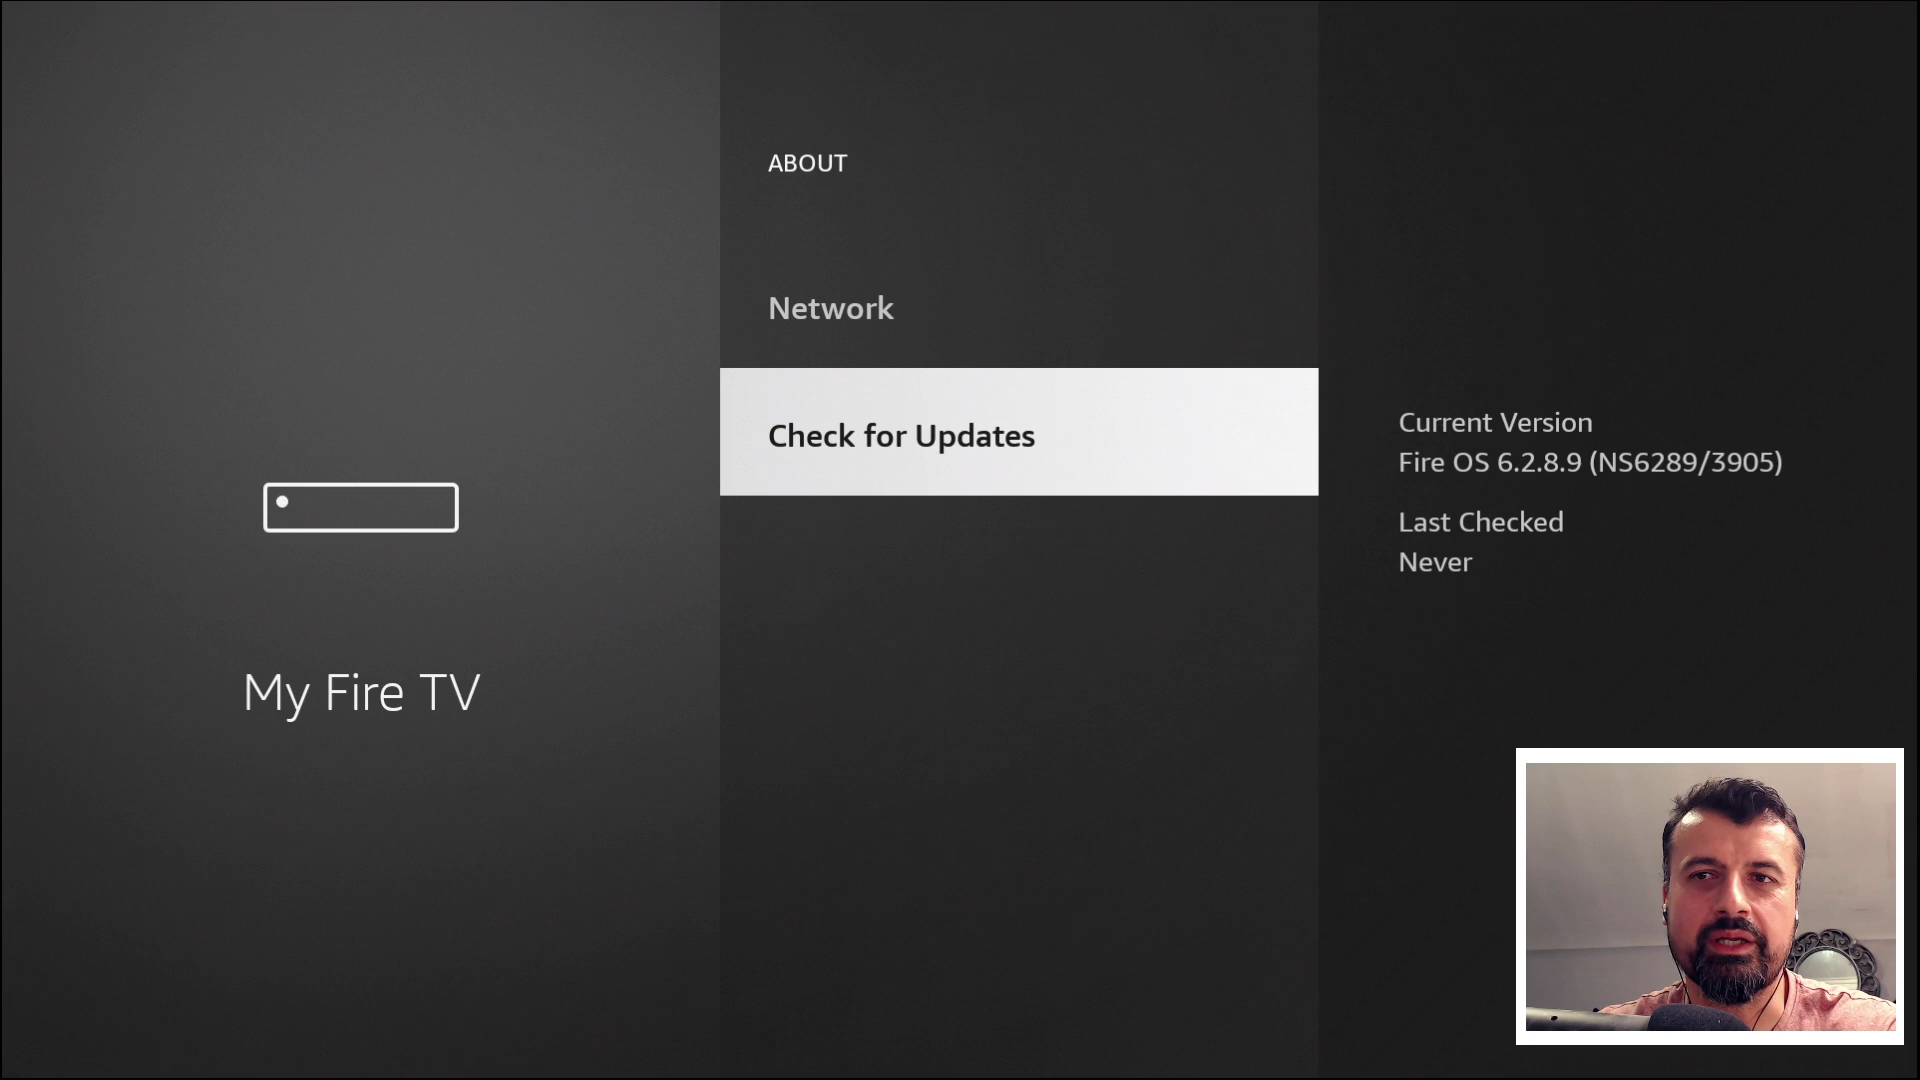 ABOUT
Network
Check for Updates
My Fire TV
Current Version
Fire OS 6.2.8.9 (NS6289/3905)
Last Checked
Never